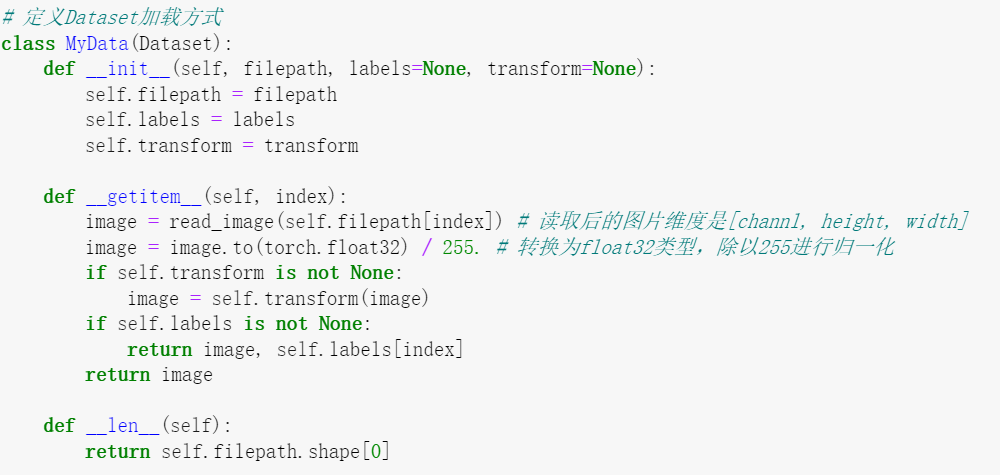 # 定义Dataset加载方式
class MyData(Dataset):
    def __init__(self, filepath, labels=None, transform=None):
        self.filepath = filepath
        self.labels = labels
        self.transform = transform

    def __getitem__(self, index):
        image = read_image(self.filepath[index]) # 读取后的图片维度是[channl, height, width]
        image = image.to(torch.float32) / 255. # 转换为float32类型，除以255进行归一化
        if self.transform is not None:
            image = self.transform(image)
        if self.labels is not None:
            return image, self.labels[index]
        return image

    def __len__(self):
        return self.filepath.shape[0]